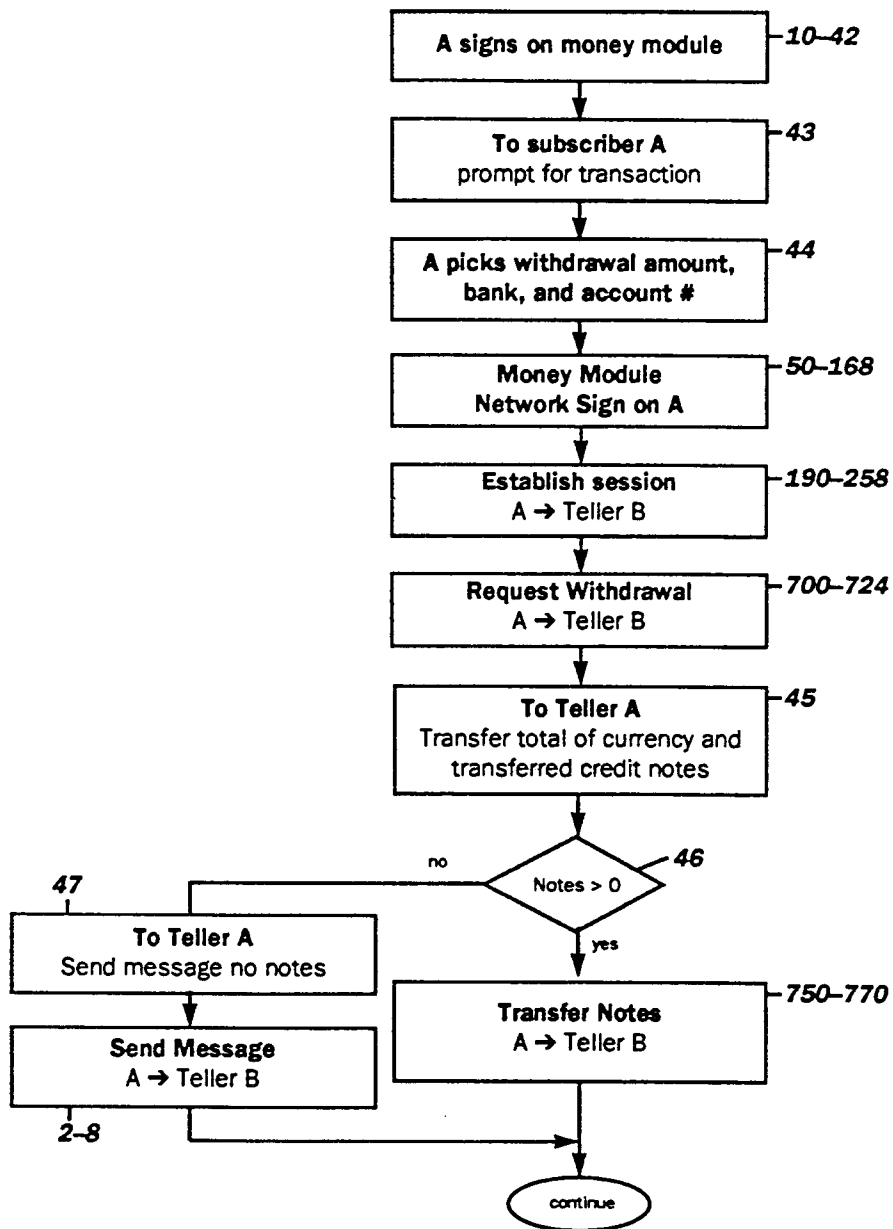 A signs on money module
10–42
To subscriber A
prompt for transaction
43
A picks withdrawal amount,
bank, and account #
44
Money Module
Network Sign on A
50–168
Establish session
A → Teller B
190–258
Request Withdrawal
A → Teller B
700–724
To Teller A
Transfer total of currency and
transferred credit notes
45
Notes > 0
46
no
yes
47
To Teller A
Send message no notes
Send Message
A → Teller B
2–8
Transfer Notes
A → Teller B
750–770
continue